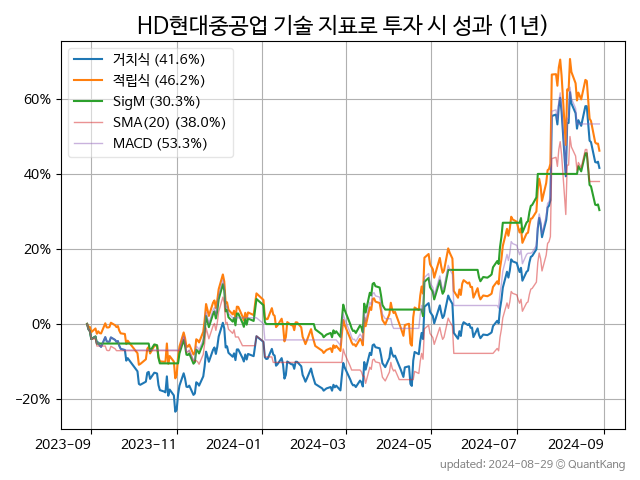 HD현대중공업 기술 지표로 투자 시 성과 (1년)
거치식 (41.6%)
적립식 (46.2%)
SigM (30.3%)
SMA(20) (38.0%)
MACD (53.3%)
60%
40%
20%
0%
−20%
2023-09 2023-11 2024-01 2024-03 2024-05 2024-07 2024-09
updated: 2024-08-29 © QuantKang